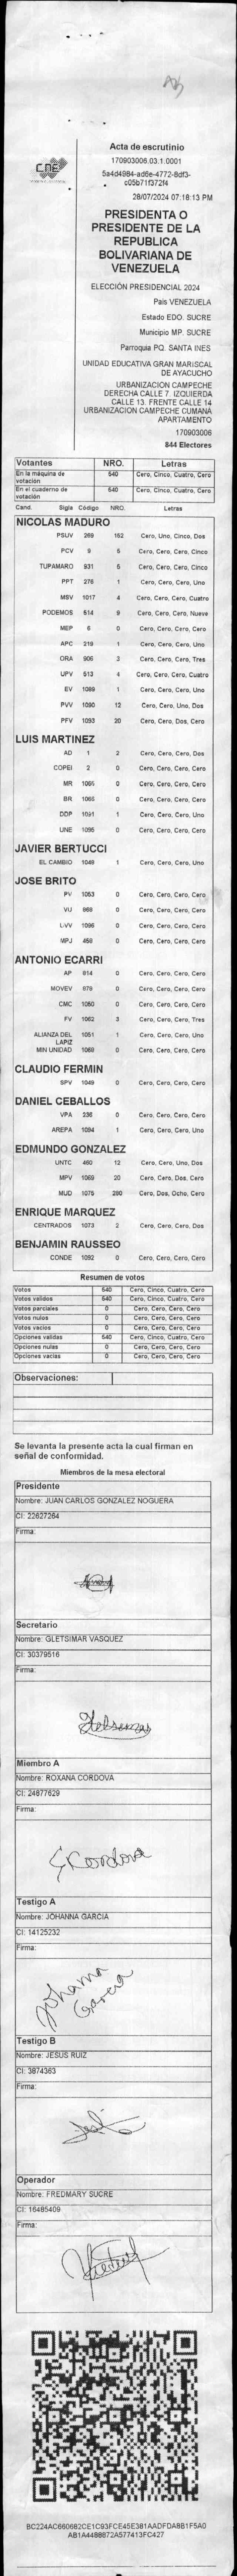 CNE
Acta de escrutinio
170903006.03.1.0001
5a4d4984-ad6e-4772-8df3-
c05b71f372f4
28/07/2024 07:18:13 PM
PRESIDENTA O
PRESIDENTE DE LA
REPUBLICA
BOLIVARIANA DE
VENEZUELA
ELECCIÓN PRESIDENCIAL 2024
País VENEZUELA
Estado EDO. SUCRE
Municipio MP. SUCRE
Parroquia PQ. SANTA INES
UNIDAD EDUCATIVA GRAN MARISCAL
DE AYACUCHO
URBANIZACION CAMPECHE
DERECHA CALLE 7. IZQUIERDA
CALLE 13. FRENTE CALLE 14
URBANIZACION CAMPECHE CUMANÁ
APARTAMENTO
170903006
844 Electores
Votantes NRO. Letras
En la máquina de votación 540 Cero, Cinco, Cuatro, Cero
En el cuaderno de votación 540 Cero, Cinco, Cuatro, Cero
Cand. Sigla Código NRO. Letras
NICOLAS MADURO
PSUV 269 152 Cero, Uno, Cinco, Dos
PCV 9 5 Cero, Cero, Cero, Cinco
TUPAMARO 931 5 Cero, Cero, Cero, Cinco
PPT 276 1 Cero, Cero, Cero, Uno
MSV 1017 4 Cero, Cero, Cero, Cuatro
PODEMOS 514 9 Cero, Cero, Cero, Nueve
MEP 6 0 Cero, Cero, Cero, Cero
APC 219 1 Cero, Cero, Cero, Uno
ORA 906 3 Cero, Cero, Cero, Tres
UPV 513 4 Cero, Cero, Cero, Cuatro
EV 1089 1 Cero, Cero, Cero, Uno
PVV 1090 12 Cero, Cero, Uno, Dos
PFV 1093 20 Cero, Cero, Dos, Cero
LUIS MARTINEZ
AD 1 2 Cero, Cero, Cero, Dos
COPEI 2 0 Cero, Cero, Cero, Cero
MR 0 Cero, Cero, Cero, Cero
BR 0 Cero, Cero, Cero, Cero
DDP 1091 1 Cero, Cero, Cero, Uno
UNE 1095 0 Cero, Cero, Cero, Cero
JAVIER BERTUCCI
EL CAMBIO 1048 1 Cero, Cero, Cero, Uno
JOSE BRITO
PV 1053 0 Cero, Cero, Cero, Cero
VU 868 0 Cero, Cero, Cero, Cero
UVV 1096 0 Cero, Cero, Cero, Cero
MPJ 458 0 Cero, Cero, Cero, Cero
ANTONIO ECARRI
AP 814 0 Cero, Cero, Cero, Cero
MOVEV 879 0 Cero, Cero, Cero, Cero
CMC 1050 0 Cero, Cero, Cero, Cero
FV 1062 3 Cero, Cero, Cero, Tres
ALIANZA DEL LAPIZ 1051 1 Cero, Cero, Cero, Uno
MIN UNIDAD 1068 0 Cero, Cero, Cero, Cero
CLAUDIO FERMIN
SPV 1049 0 Cero, Cero, Cero, Cero
DANIEL CEBALLOS
VPA 236 0 Cero, Cero, Cero, Cero
AREPA 1094 1 Cero, Cero, Cero, Uno
EDMUNDO GONZALEZ
UNTC 460 12 Cero, Cero, Uno, Dos
MPV 1069 20 Cero, Cero, Dos, Cero
MUD 1075 280 Cero, Dos, Ocho, Cero
ENRIQUE MARQUEZ
CENTRADOS 1073 2 Cero, Cero, Cero, Dos
BENJAMIN RAUSSEO
CONDE 1092 0 Cero, Cero, Cero, Cero
Resumen de votos
Votos 540 Cero, Cinco, Cuatro, Cero
Votos validos 540 Cero, Cinco, Cuatro, Cero
Votos parciales 0 Cero, Cero, Cero, Cero
Votos nulos 0 Cero, Cero, Cero, Cero
Votos vacios 0 Cero, Cero, Cero, Cero
Opciones validas 540 Cero, Cinco, Cuatro, Cero
Opciones nulas 0 Cero, Cero, Cero, Cero
Opciones vacias 0 Cero, Cero, Cero, Cero
Observaciones:
Se levanta la presente acta la cual firman en
señal de conformidad.
Miembros de la mesa electoral
Presidente
Nombre: JUAN CARLOS GONZALEZ NOGUERA
CI: 22627264
Firma:
Secretario
Nombre: GLETSIMAR VASQUEZ
CI: 30379516
Firma:
Gletsimar
Miembro A
Nombre: ROXANA CORDOVA
CI: 24877629
Firma:
Cordova
Testigo A
Nombre: JOHANNA GARCIA
CI: 14125232
Firma:
Johanna
Garcia
Testigo B
Nombre: JESUS RUIZ
CI: 3874363
Firma:
Operador
Nombre: FREDMARY SUCRE
CI: 16485409
Firma:
BC224AC660682CE1C93FCE45E381AADFDA8B1F5A0
AB1A4488872A577413FC427